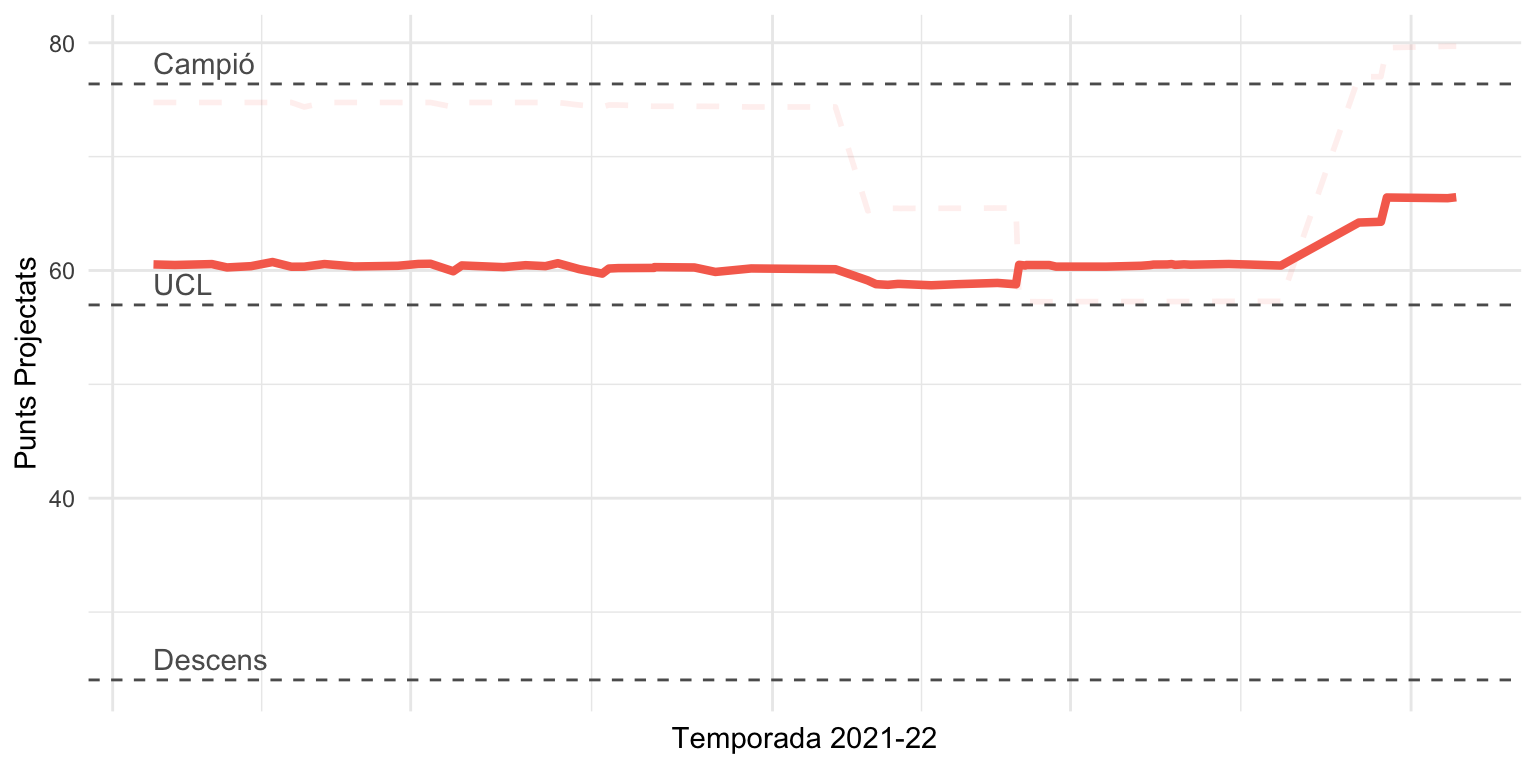 80
Campió
60
UCL
40
Descens
Punts Projectats
Temporada 2021-22